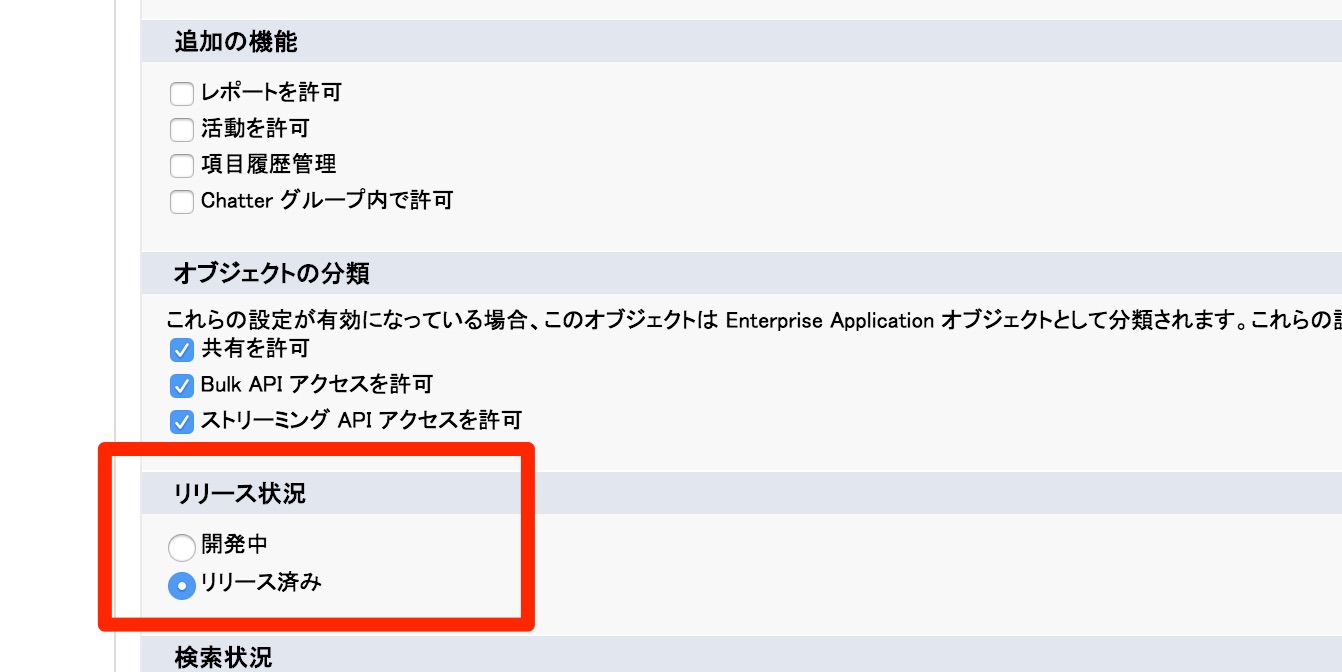 追加の機能
レポートを許可
活動を許可
項目履歴管理
Chatter グループ内で許可
オブジェクトの分類
これらの設定が有効になっている場合、このオブジェクトは Enterprise Application オブジェクトとして分類されます。これらの
共有を許可
Bulk API アクセスを許可
ストリーミング API アクセスを許可
リリース状況
開発中
リリース済み
検索状況